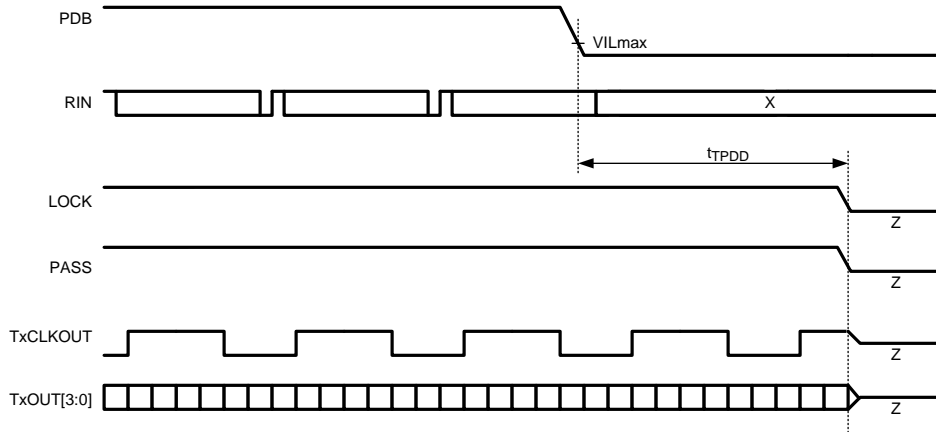 PDB
VILmax
RIN
X
tTPDD
LOCK
Z
PASS
Z
TxCLKOUT
Z
TxOUT[3:0]
Z